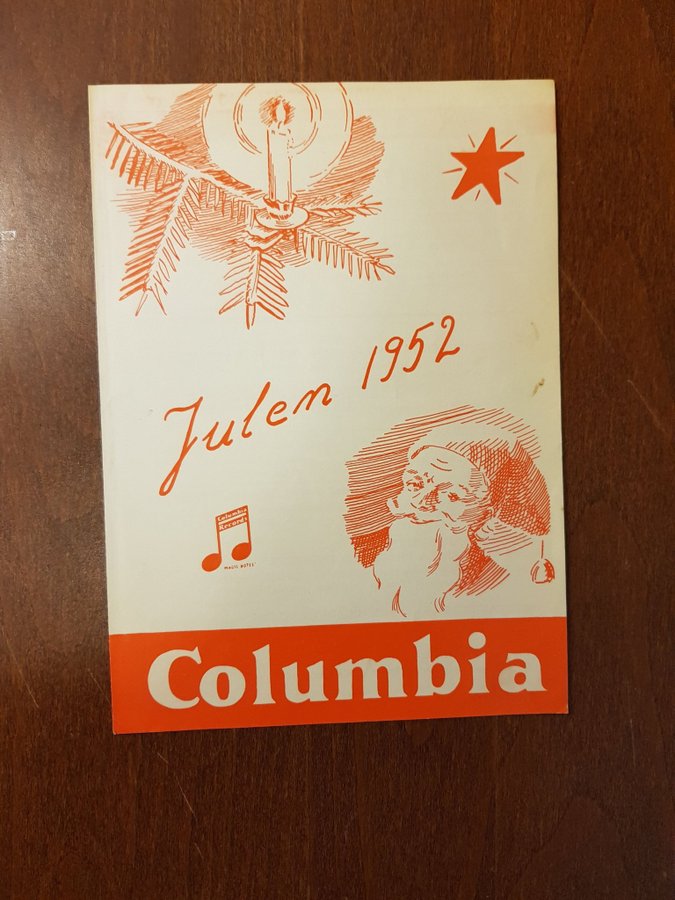 Julen 1952
Columbia
Records
MAGIC NOTES
Columbia